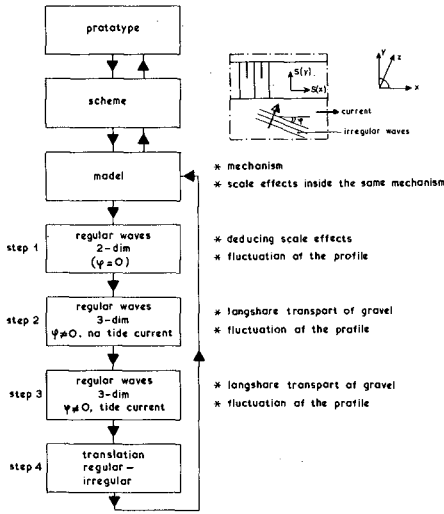 prototype
scheme
S(y)
S(x)
φ
current
irregular waves
y
z
x
model
* mechanism
* scale effects inside the same mechanism
step 1
regular waves
2-dim
(φ=0)
* deducing scale effects
* fluctuation of the profile
step 2
regular waves
3-dim
φ≠0, no tide current
* langshare transport of gravel
* fluctuation of the profile
step 3
regular waves
3-dim
φ≠0, tide current
* langshare transport of gravel
* fluctuation of the profile
step 4
translation
regular –
irregular